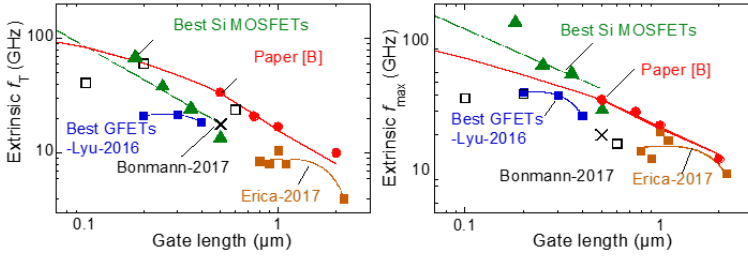 Extrinsic fT (GHz)
100
10
Best Si MOSFETs
Paper [B]
Best GFETs
-Lyu-2016
Bonmann-2017
Erica-2017
0.1
1
Gate length (µm)
Extrinsic fmax (GHz)
100
10
Best Si MOSFETs
Paper [B]
Best GFETs
-Lyu-2016
Bonmann-2017
Erica-2017
0.1
1
Gate length (µm)